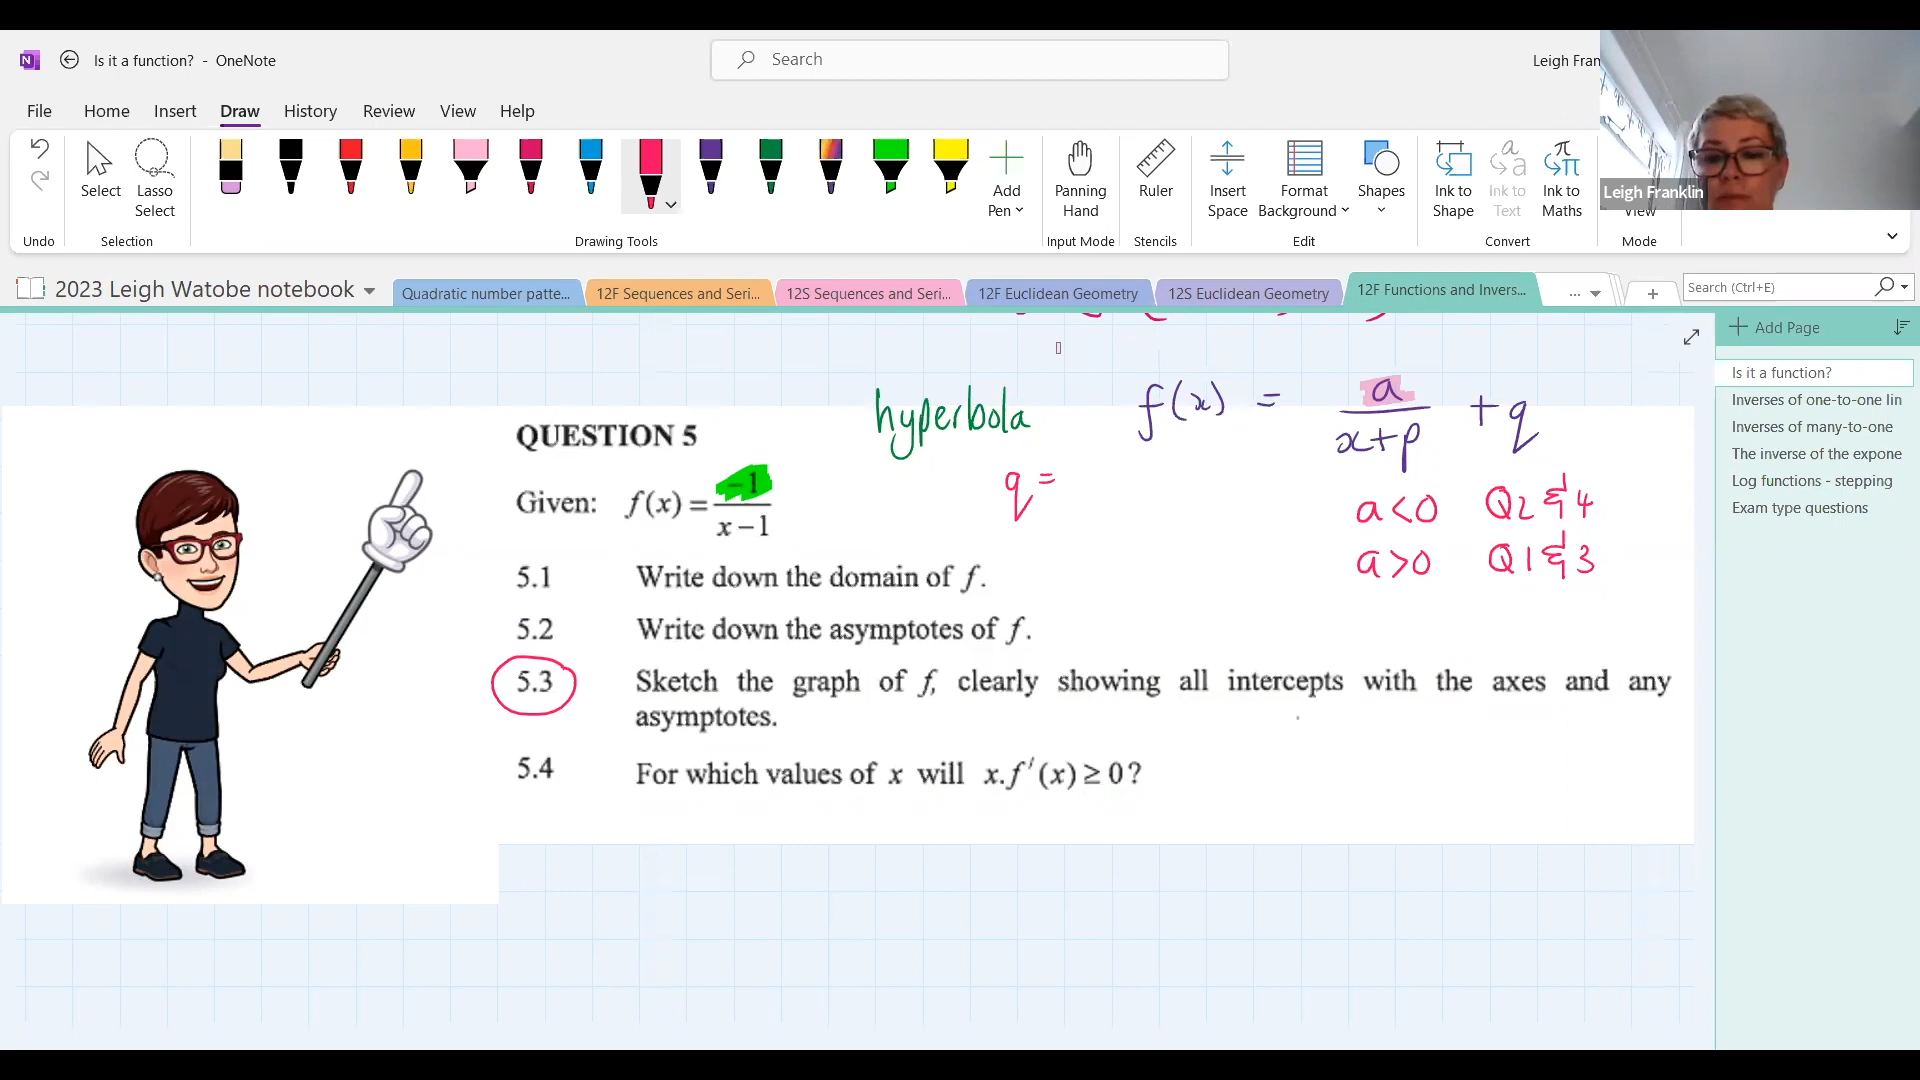 Is it a function? - OneNote
Search
Leigh Fran
File Home Insert Draw History Review View Help
Undo
Select
Lasso Select
Selection
Drawing Tools
Add Pen
Panning Hand
Input Mode
Ruler
Stencils
Insert Space
Format Background
Shapes
Edit
Ink to Shape
Ink to Text
Ink to Maths
Convert
View
Mode
Leigh Franklin
2023 Leigh Watobe notebook
Quadratic number patte...
12F Sequences and Seri...
12S Sequences and Seri...
12F Euclidean Geometry
12S Euclidean Geometry
12F Functions and Invers...
...
Search (Ctrl+E)
Add Page
Is it a function?
Inverses of one-to-one lin
Inverses of many-to-one
The inverse of the expone
Log functions - stepping
Exam type questions
hyperbola f(x) = a/(x+p) + q
q =
a<0 Q2 & 4
a>0 Q1 & 3
QUESTION 5
Given: f(x) = -1/(x-1)
5.1 Write down the domain of f.
5.2 Write down the asymptotes of f.
5.3 Sketch the graph of f, clearly showing all intercepts with the axes and any
asymptotes.
5.4 For which values of x will x.f′(x) ≥ 0?